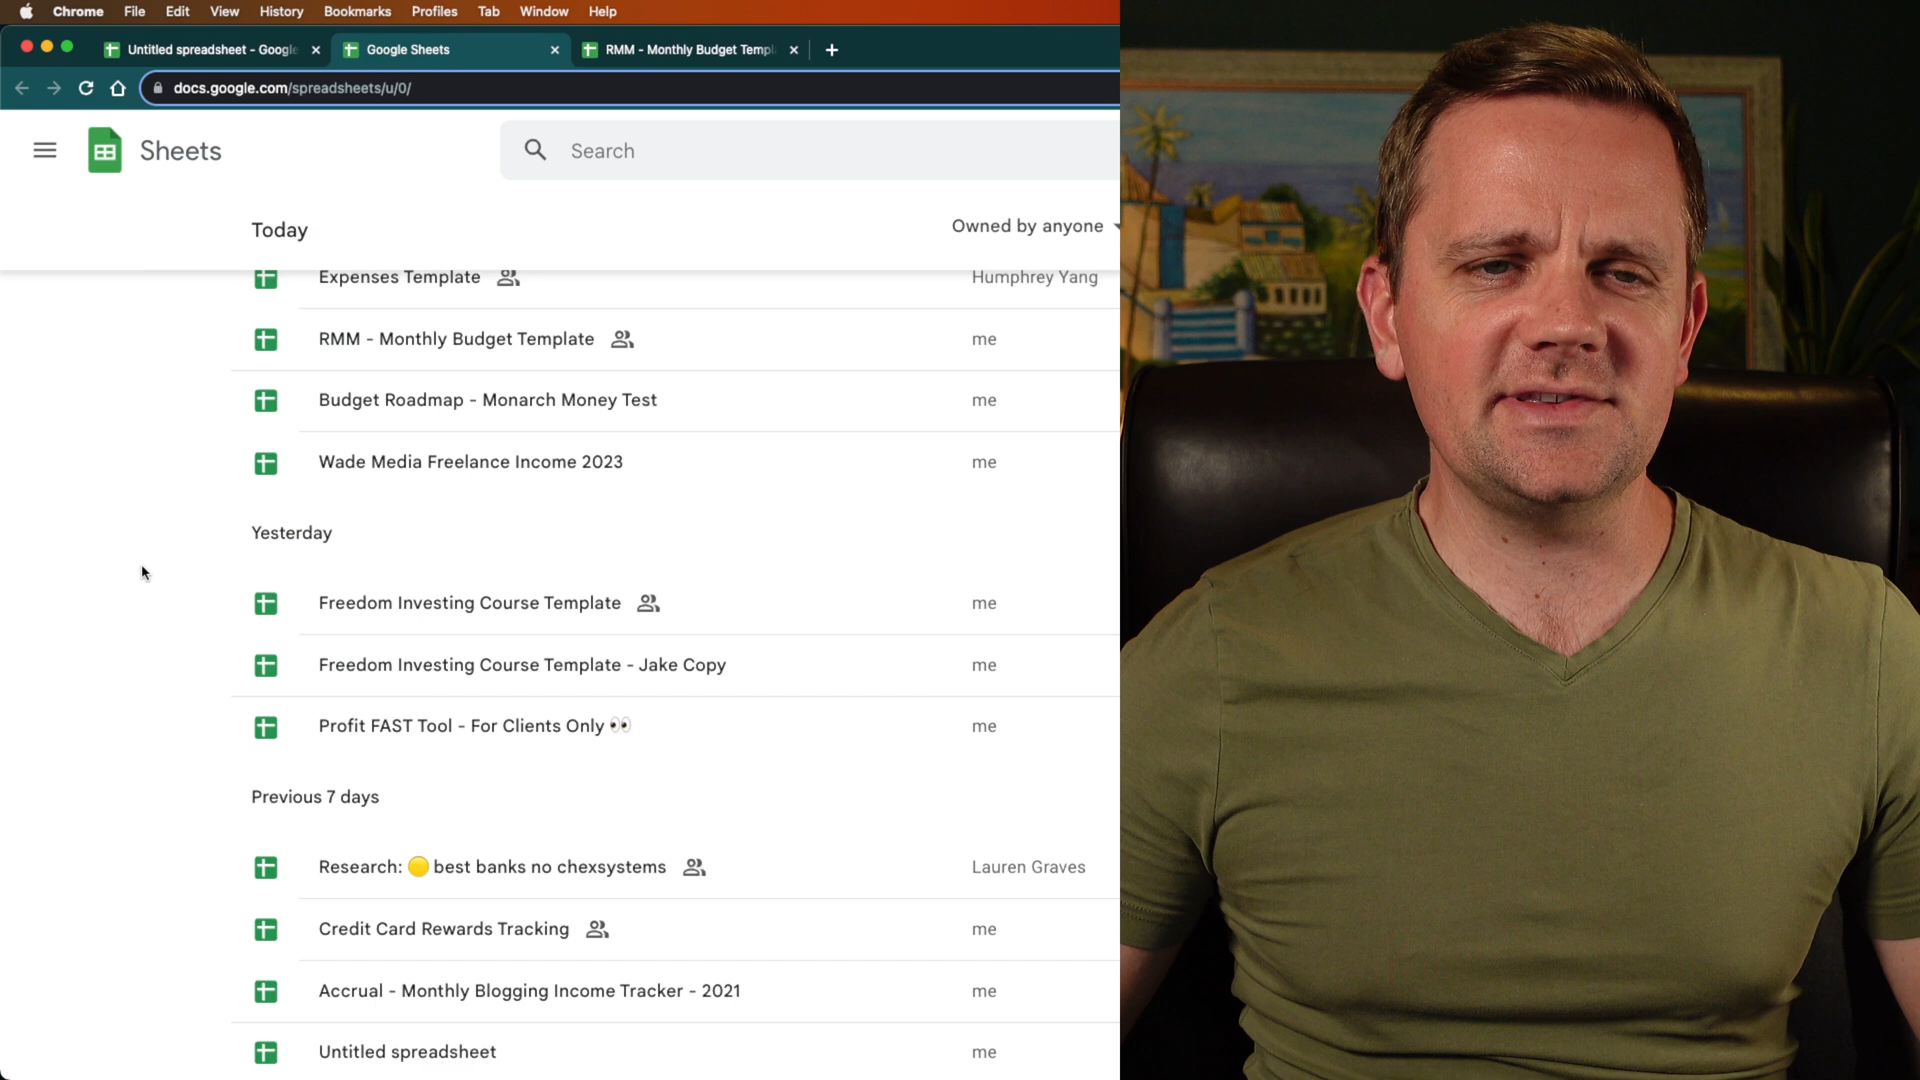 Chrome File Edit View History Bookmarks Profiles Tab Window Help
Untitled spreadsheet - Google Google Sheets RMM - Monthly Budget Templ
docs.google.com/spreadsheets/u/0/
Sheets Search
Today Owned by anyone
Expenses Template Humphrey Yang
RMM - Monthly Budget Template me
Budget Roadmap - Monarch Money Test me
Wade Media Freelance Income 2023 me
Yesterday
Freedom Investing Course Template me
Freedom Investing Course Template - Jake Copy me
Profit FAST Tool - For Clients Only 👀 me
Previous 7 days
Research: 🟡 best banks no chexsystems Lauren Graves
Credit Card Rewards Tracking me
Accrual - Monthly Blogging Income Tracker - 2021 me
Untitled spreadsheet me